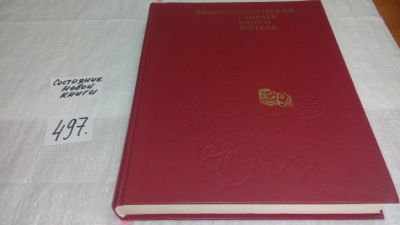 Состояние
новой
книги
497.
ЭНЦИКЛОПЕДИЧЕСКИЙ
СЛОВАРЬ
ЮНОГО
ЗРИТЕЛЯ